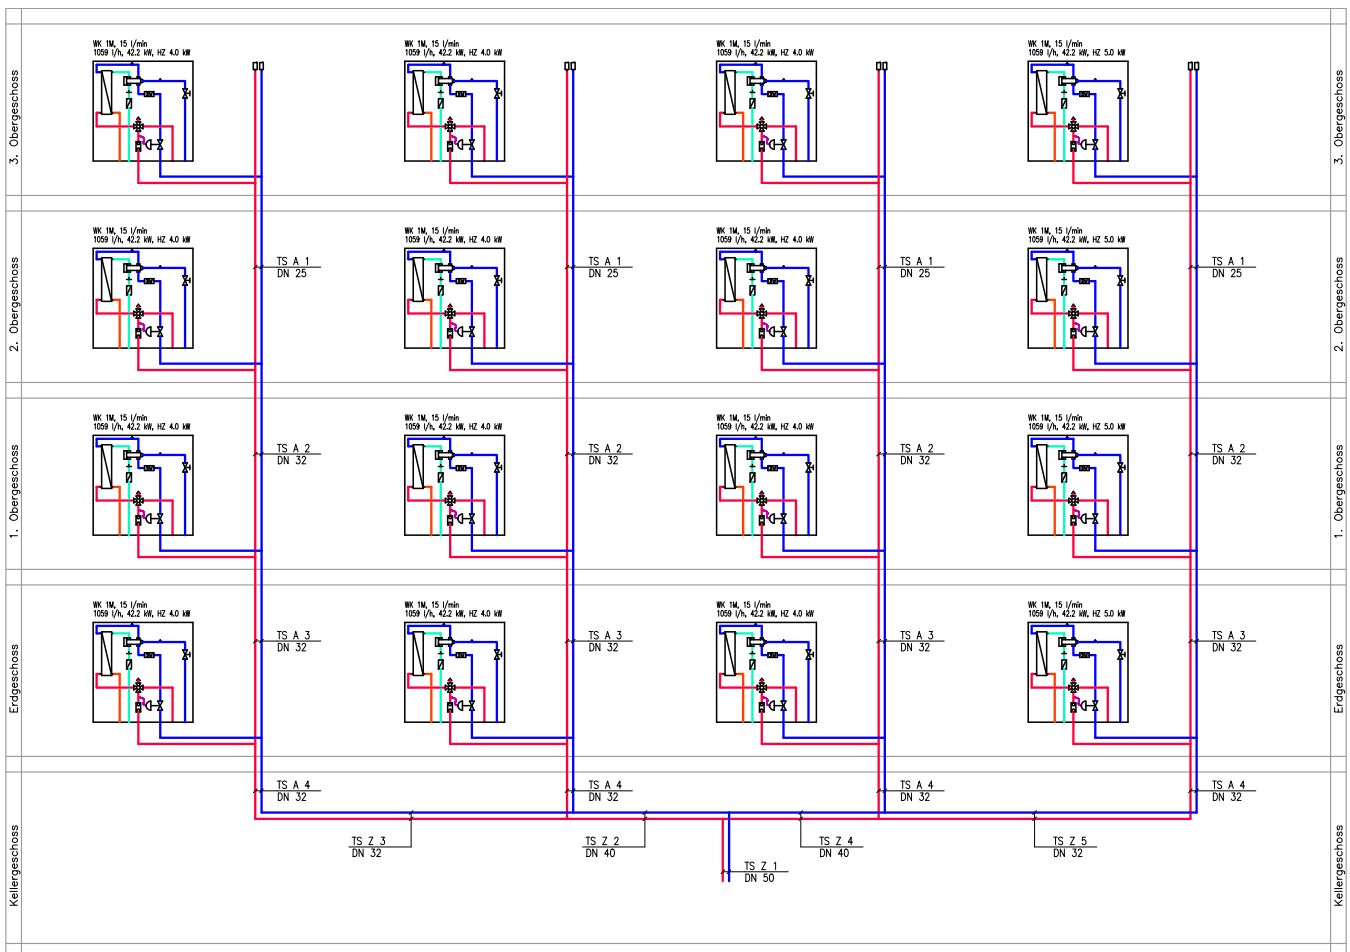 3. Obergeschoss
WK 1M, 15 l/min
1059 l/h, 42.2 kW, HZ 4.0 kW
WK 1M, 15 l/min
1059 l/h, 42.2 kW, HZ 4.0 kW
WK 1M, 15 l/min
1059 l/h, 42.2 kW, HZ 4.0 kW
WK 1M, 15 l/min
1059 l/h, 42.2 kW, HZ 5.0 kW
3. Obergeschoss
2. Obergeschoss
WK 1M, 15 l/min
1059 l/h, 42.2 kW, HZ 4.0 kW
TS A 1
DN 25
WK 1M, 15 l/min
1059 l/h, 42.2 kW, HZ 4.0 kW
TS A 1
DN 25
WK 1M, 15 l/min
1059 l/h, 42.2 kW, HZ 4.0 kW
TS A 1
DN 25
WK 1M, 15 l/min
1059 l/h, 42.2 kW, HZ 5.0 kW
TS A 1
DN 25
2. Obergeschoss
1. Obergeschoss
WK 1M, 15 l/min
1059 l/h, 42.2 kW, HZ 4.0 kW
TS A 2
DN 32
WK 1M, 15 l/min
1059 l/h, 42.2 kW, HZ 4.0 kW
TS A 2
DN 32
WK 1M, 15 l/min
1059 l/h, 42.2 kW, HZ 4.0 kW
TS A 2
DN 32
WK 1M, 15 l/min
1059 l/h, 42.2 kW, HZ 5.0 kW
TS A 2
DN 32
1. Obergeschoss
Erdgeschoss
WK 1M, 15 l/min
1059 l/h, 42.2 kW, HZ 4.0 kW
TS A 3
DN 32
WK 1M, 15 l/min
1059 l/h, 42.2 kW, HZ 4.0 kW
TS A 3
DN 32
WK 1M, 15 l/min
1059 l/h, 42.2 kW, HZ 4.0 kW
TS A 3
DN 32
WK 1M, 15 l/min
1059 l/h, 42.2 kW, HZ 5.0 kW
TS A 3
DN 32
Erdgeschoss
Kellergeschoss
TS A 4
DN 32
TS A 4
DN 32
TS A 4
DN 32
TS A 4
DN 32
TS Z 3
DN 32
TS Z 2
DN 40
TS Z 4
DN 40
TS Z 5
DN 32
TS Z 1
DN 50
Kellergeschoss